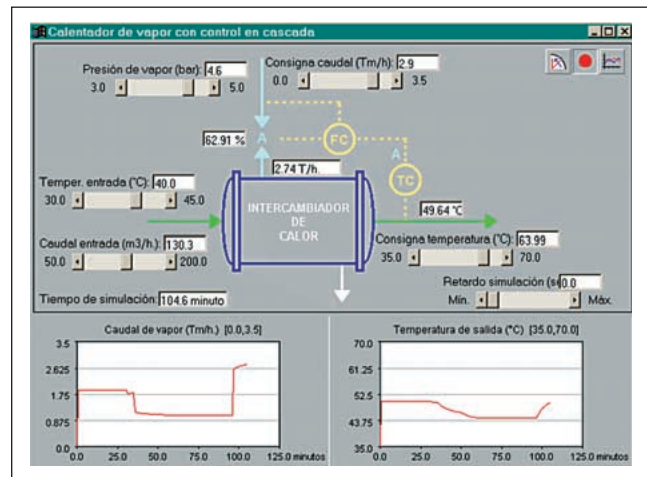 Calentador de vapor con control en cascada
Presión de vapor (bar): 4.6
3.0 5.0
Consigna caudal (Tm/h) 2.9
0.0 3.5
62.91 %
A
FC
A
2.74 T/h.
TC
Temper. entrada (°C): 40.0
30.0 45.0
INTERCAMBIADOR
DE
CALOR
49.64 °C
Caudal entrada (m3/h.) 130.3
50.0 200.0
Consigna temperatura (°C): 63.99
35.0 70.0
Retardo simulación (se 0.0
Mín. Máx.
Tiempo de simulación: 104.6 minuto
Caudal de vapor (Tm/h.) [0.0,3.5]
3.5
2.625
1.75
0.875
0.0
0.0 25.0 50.0 75.0 100.0 125.0 minutos
Temperatura de salida (°C) [35.0,70.0]
70.0
61.25
52.5
43.75
35.0
0.0 25.0 50.0 75.0 100.0 125.0 minutos